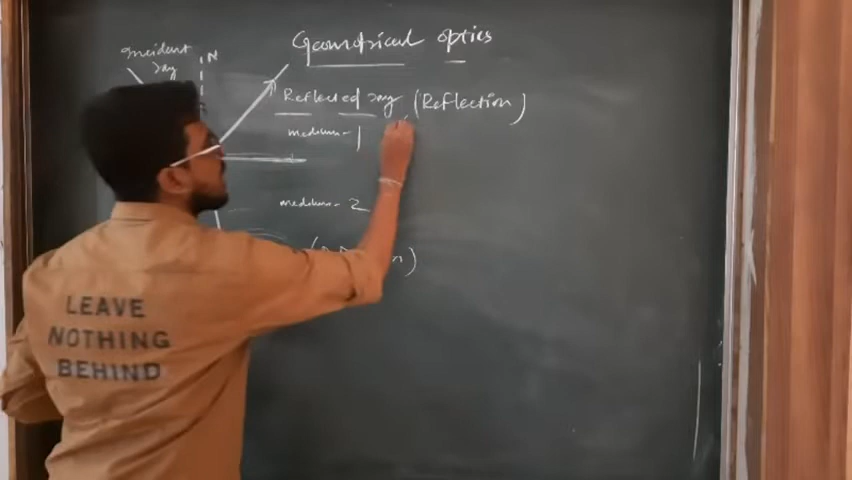 Geometrical optics
Incident
ray
N
Reflected ray (Reflection)
medium-1
medium-2
LEAVE
NOTHING
BEHIND